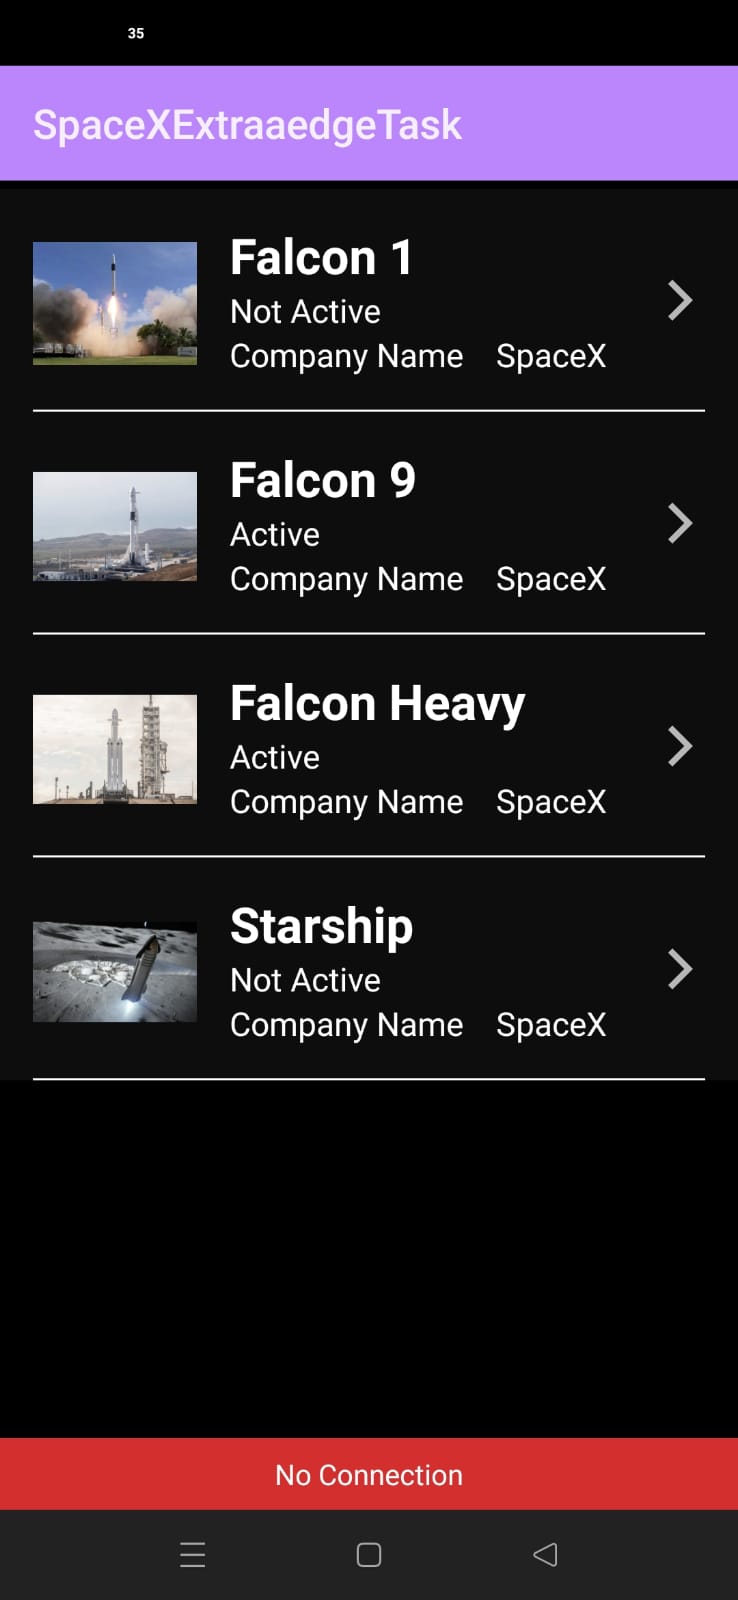 35
SpaceXExtraaedgeTask
Falcon 1
Not Active
Company Name SpaceX
Falcon 9
Active
Company Name SpaceX
Falcon Heavy
Active
Company Name SpaceX
Starship
Not Active
Company Name SpaceX
No Connection